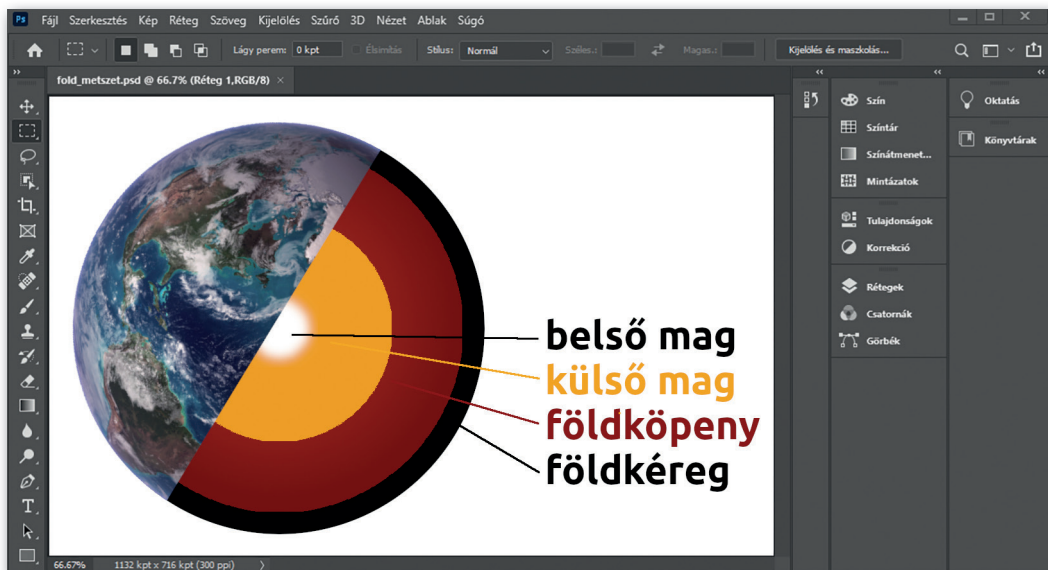 Ps Fájl Szerkesztés Kép Réteg Szöveg Kijelölés Szűrő 3D Nézet Ablak Súgó
Lágy perem: 0 kpt Élsimítás Stílus: Normál Széles.: Magas.: Kijelölés és maszkolás...
fold_metszet.psd @ 66.7% (Réteg 1,RGB/8) ×
Szín
Színtár
Színátmenet...
Mintázatok
Tulajdonságok
Korrekció
Rétegek
Csatornák
Görbék
Oktatás
Könyvtárak
belső mag
külső mag
földköpeny
földkéreg
66.67% 1132 kpt x 716 kpt (300 ppi)